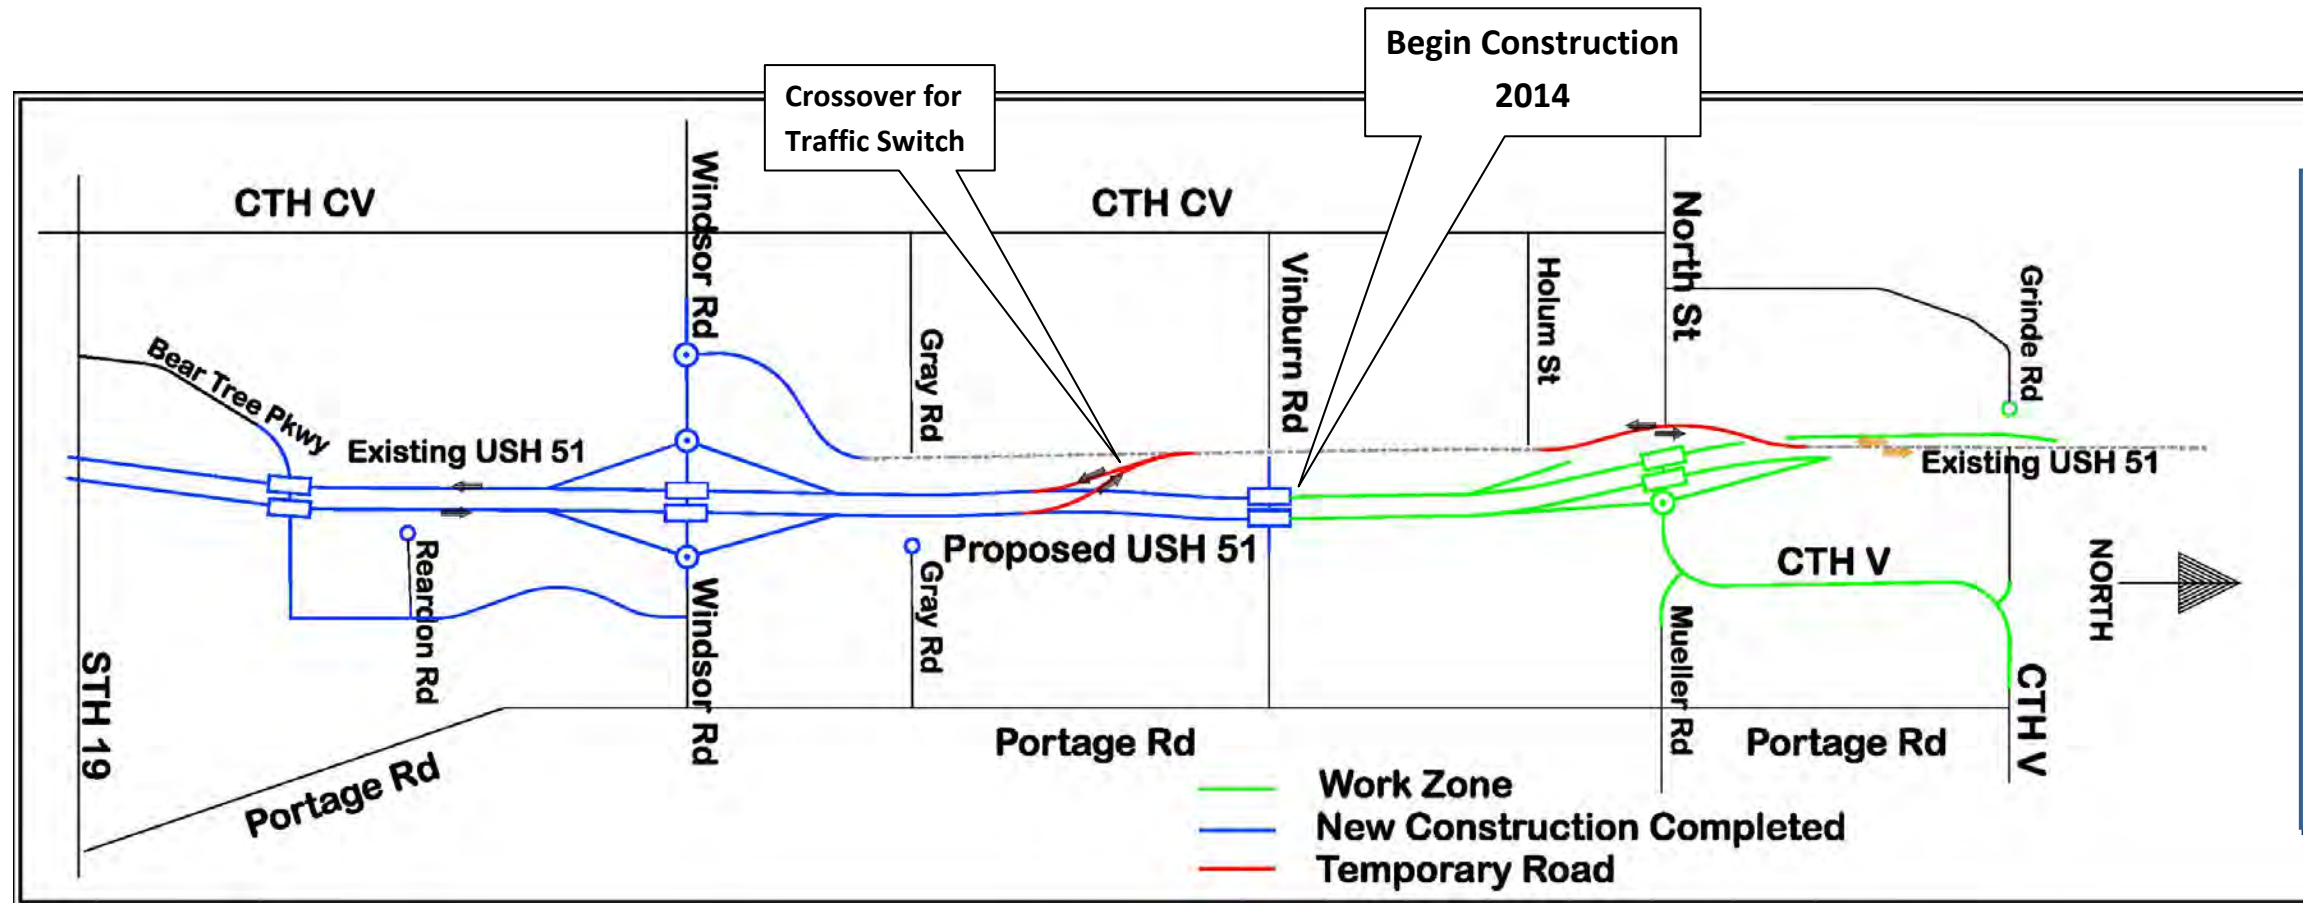 Begin Construction
2014
Crossover for
Traffic Switch
CTH CV
CTH CV
Windsor Rd
North St
Vinburn Rd
Holum St
Grinde Rd
Gray Rd
Bear Tree Pkwy
Existing USH 51
Existing USH 51
Proposed USH 51
Reardon Rd
Gray Rd
CTH V
NORTH
Windsor Rd
Mueller Rd
STH 19
CTH V
Portage Rd
Portage Rd
Portage Rd
Work Zone
New Construction Completed
Temporary Road